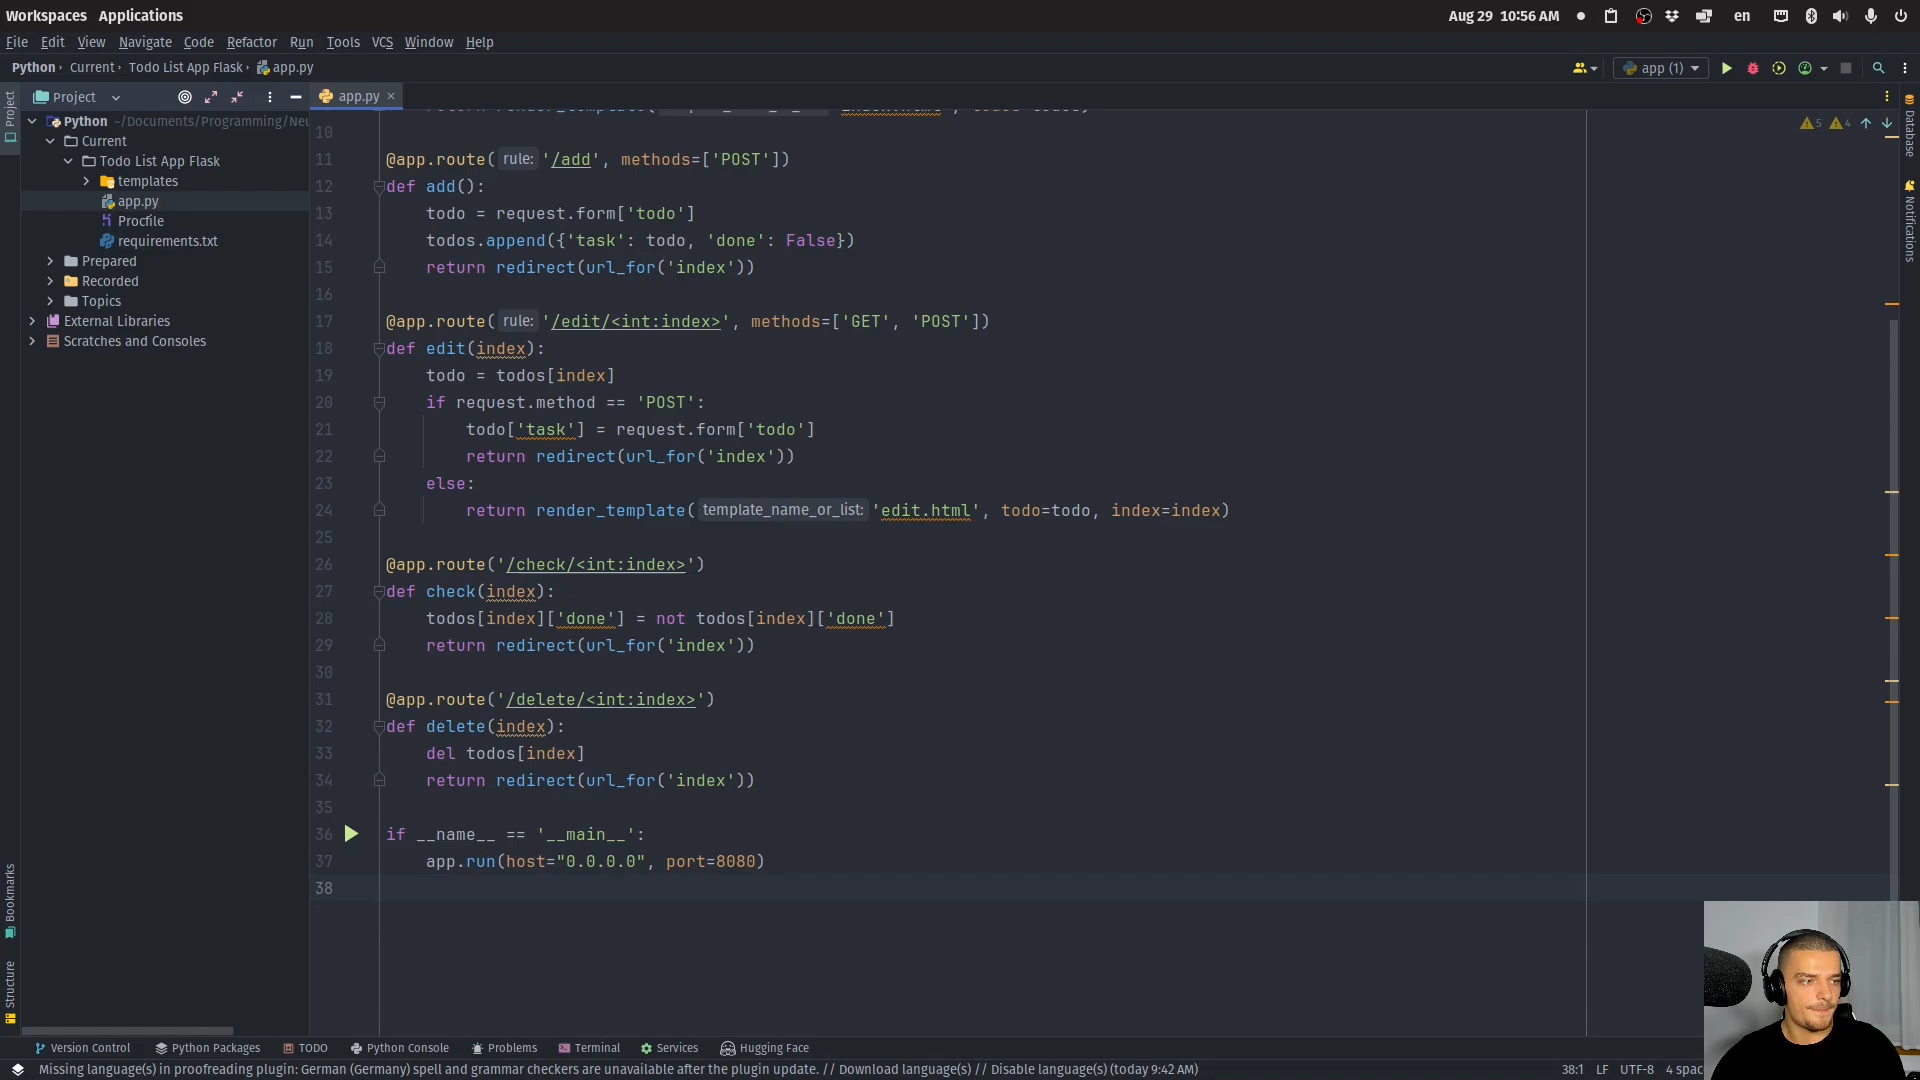 Workspaces Applications
Aug 29 10:56 AM
en
File Edit View Navigate Code Refactor Run Tools VCS Window Help
Python › Current › Todo List App Flask › app.py
app (1)
Project
app.py
Project
Python ~/Documents/Programming/Neu
Current
Todo List App Flask
templates
app.py
Procfile
requirements.txt
Prepared
Recorded
Topics
External Libraries
Scratches and Consoles
5 4
Database
Notifications
10
11 @app.route( rule: '/add', methods=['POST'])
12 def add():
13 todo = request.form['todo']
14 todos.append({'task': todo, 'done': False})
15 return redirect(url_for('index'))
16
17 @app.route( rule: '/edit/<int:index>', methods=['GET', 'POST'])
18 def edit(index):
19 todo = todos[index]
20 if request.method == 'POST':
21 todo['task'] = request.form['todo']
22 return redirect(url_for('index'))
23 else:
24 return render_template( template_name_or_list: 'edit.html', todo=todo, index=index)
25
26 @app.route('/check/<int:index>')
27 def check(index):
28 todos[index]['done'] = not todos[index]['done']
29 return redirect(url_for('index'))
30
31 @app.route('/delete/<int:index>')
32 def delete(index):
33 del todos[index]
34 return redirect(url_for('index'))
35
36 if __name__ == '__main__':
37 app.run(host="0.0.0.0", port=8080)
38
Bookmarks
Structure
Version Control Python Packages TODO Python Console Problems Terminal Services Hugging Face
Missing language(s) in proofreading plugin: German (Germany) spell and grammar checkers are unavailable after the plugin update. // Download language(s) // Disable language(s) (today 9:42 AM)
38:1 LF UTF-8 4 spac